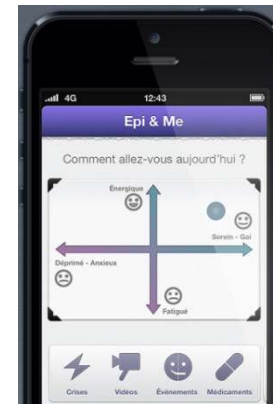 4G 12:43
Epi & Me
Comment allez-vous aujourd'hui ?
Énergique
Serein - Gai
Déprimé - Anxieux
Fatigué
Crises Vidéos Événements Médicaments